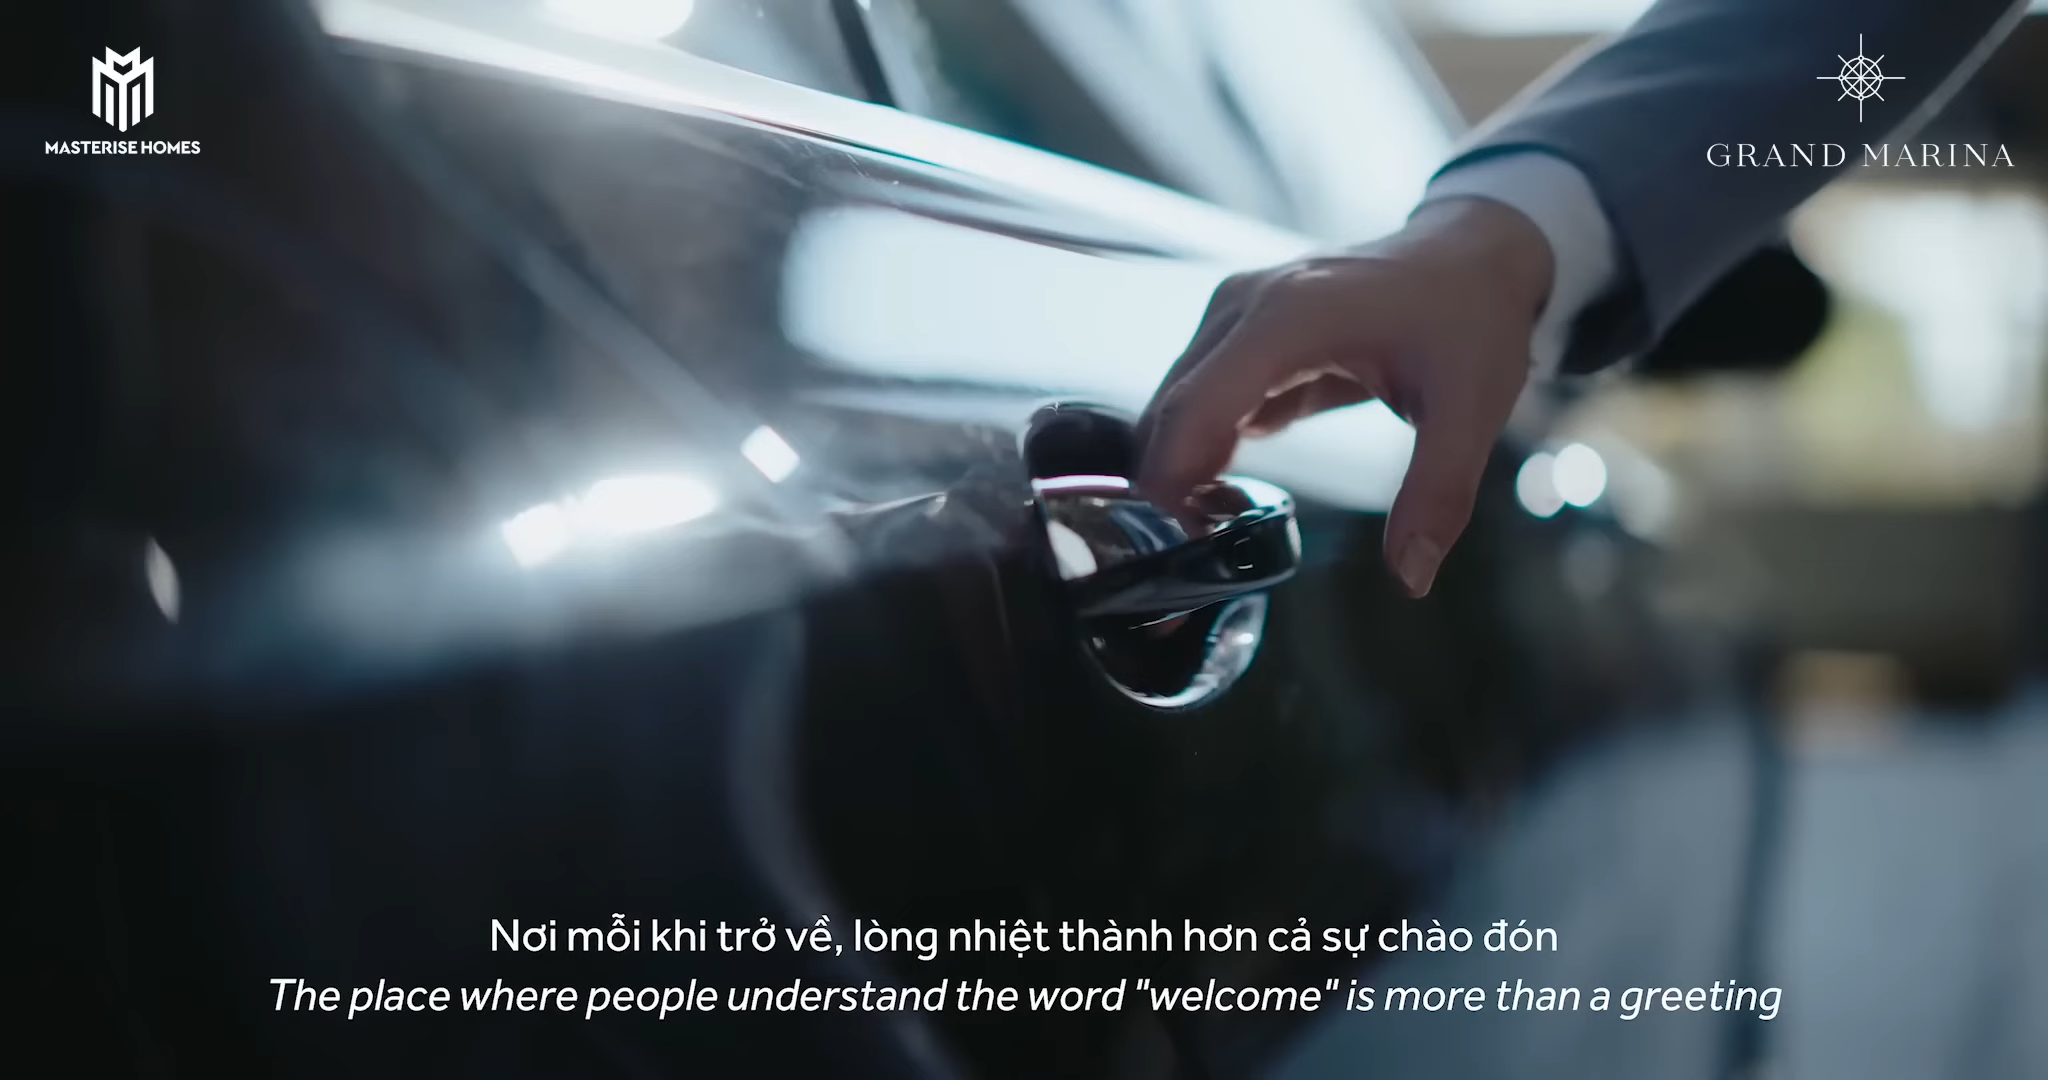 MASTERISE HOMES
GRAND MARINA
Nơi mỗi khi trở về, lòng nhiệt thành hơn cả sự chào đón
The place where people understand the word "welcome" is more than a greeting